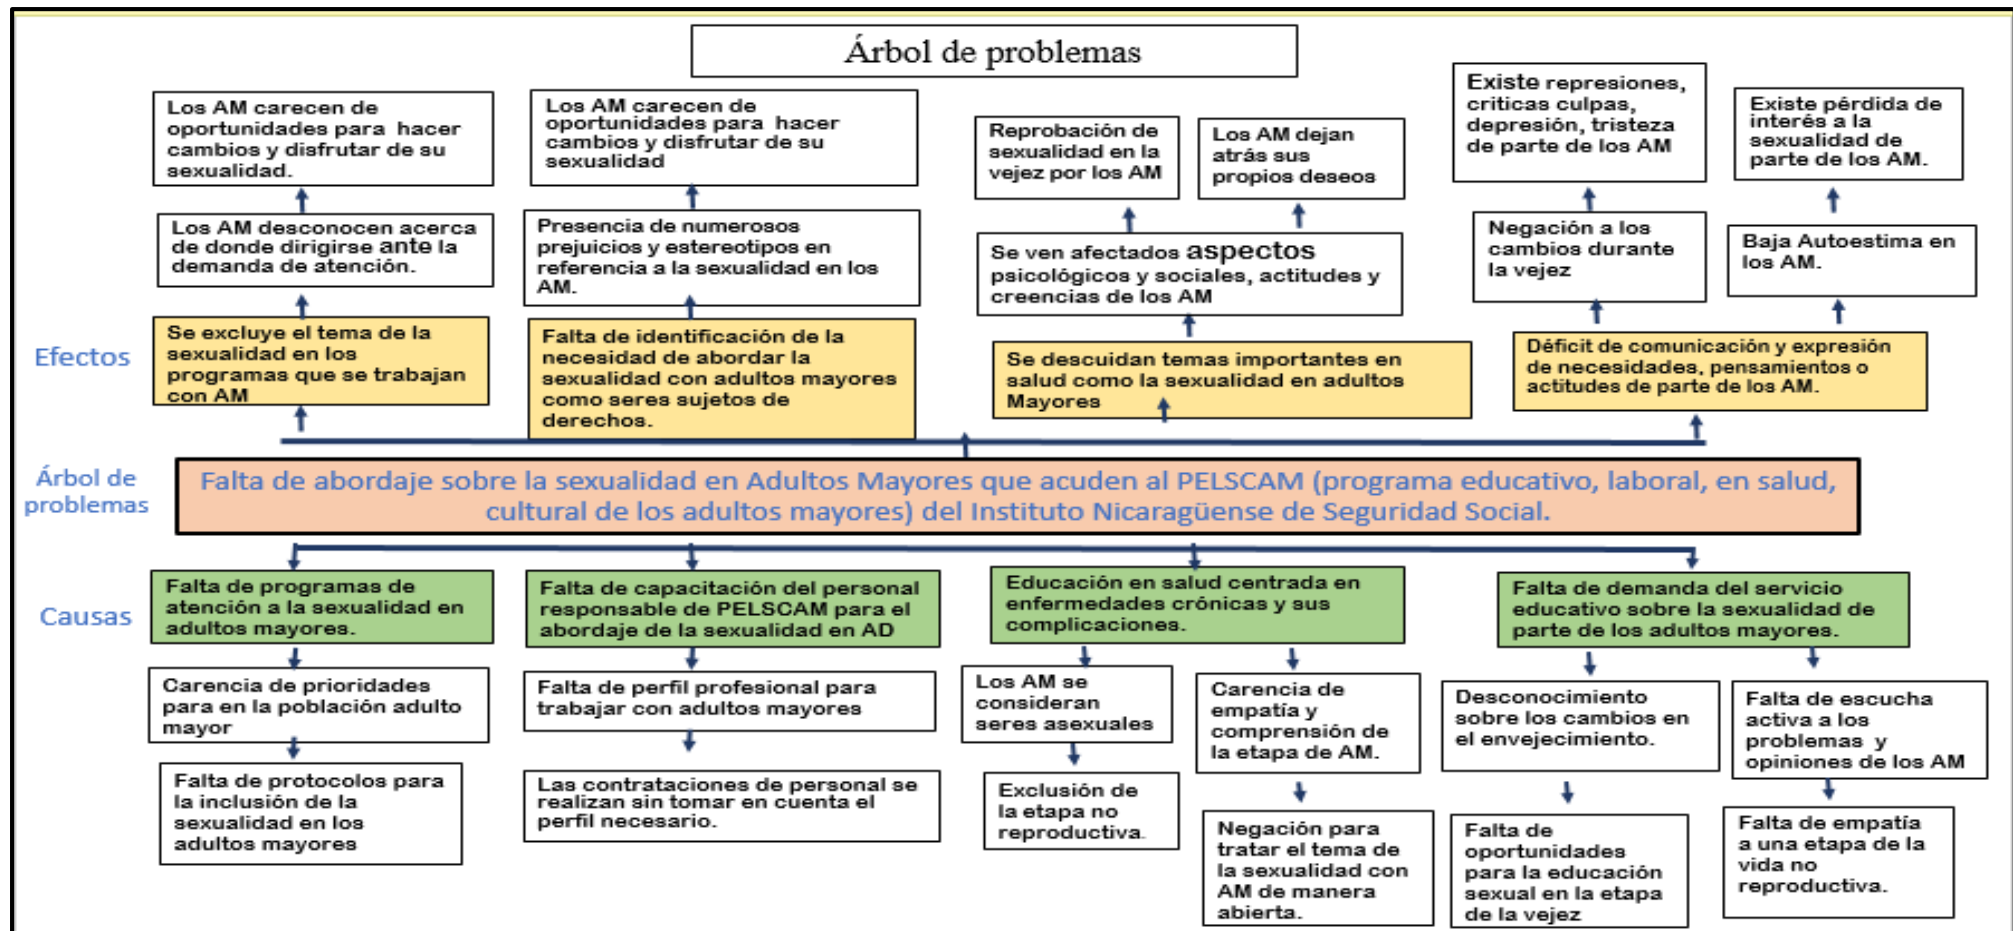 Árbol de problemas
Los AM carecen de
oportunidades para hacer
cambios y disfrutar de su
sexualidad.
Los AM carecen de
oportunidades para hacer
cambios y disfrutar de su
sexualidad
Reprobación de
sexualidad en la
vejez por los AM
Los AM dejan
atrás sus
propios deseos
Existe represiones,
criticas culpas,
depresión, tristeza
de parte de los AM
Existe pérdida de
interés a la
sexualidad de
parte de los AM.
Los AM desconocen acerca
de donde dirigirse ante la
demanda de atención.
Presencia de numerosos
prejuicios y estereotipos en
referencia a la sexualidad en los
AM.
Se ven afectados aspectos
psicológicos y sociales, actitudes y
creencias de los AM
Negación a los
cambios durante
la vejez
Baja Autoestima en
los AM.
Efectos
Se excluye el tema de la
sexualidad en los
programas que se trabajan
con AM
Falta de identificación de la
necesidad de abordar la
sexualidad con adultos mayores
como seres sujetos de
derechos.
Se descuidan temas importantes en
salud como la sexualidad en adultos
Mayores
Déficit de comunicación y expresión
de necesidades, pensamientos o
actitudes de parte de los AM.
Árbol de
problemas
Falta de abordaje sobre la sexualidad en Adultos Mayores que acuden al PELSCAM (programa educativo, laboral, en salud,
cultural de los adultos mayores) del Instituto Nicaragüense de Seguridad Social.
Causas
Falta de programas de
atención a la sexualidad en
adultos mayores.
Falta de capacitación del personal
responsable de PELSCAM para el
abordaje de la sexualidad en AD
Educación en salud centrada en
enfermedades crónicas y sus
complicaciones.
Falta de demanda del servicio
educativo sobre la sexualidad de
parte de los adultos mayores.
Carencia de prioridades
para en la población adulto
mayor
Falta de perfil profesional para
trabajar con adultos mayores
Los AM se
consideran
seres asexuales
Carencia de
empatía y
comprensión de
la etapa de AM.
Desconocimiento
sobre los cambios en
el envejecimiento.
Falta de escucha
activa a los
problemas y
opiniones de los AM
Falta de protocolos para
la inclusión de la
sexualidad en los
adultos mayores
Las contrataciones de personal se
realizan sin tomar en cuenta el
perfil necesario.
Exclusión de
la etapa no
reproductiva.
Negación para
tratar el tema de
la sexualidad con
AM de manera
abierta.
Falta de
oportunidades
para la educación
sexual en la etapa
de la vejez
Falta de empatía
a una etapa de la
vida no
reproductiva.